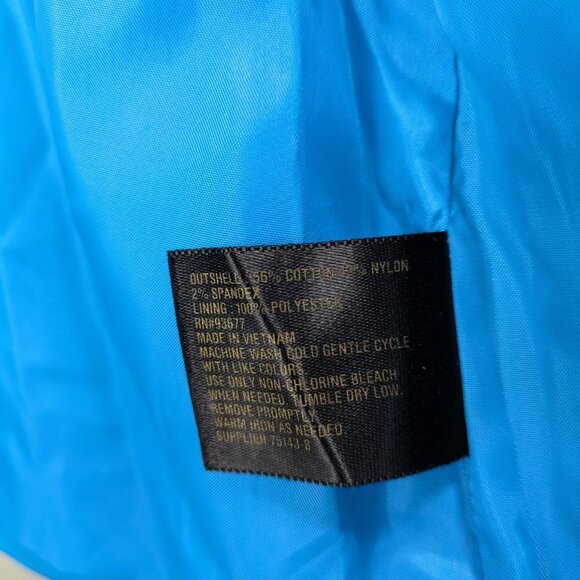 OUTSHELL : 56% COTTON 42% NYLON
2% SPANDEX
LINING : 100% POLYESTER
RN#93677
MADE IN VIETNAM
MACHINE WASH COLD GENTLE CYCLE
WITH LIKE COLORS
USE ONLY NON-CHLORINE BLEACH
WHEN NEEDED. TUMBLE DRY LOW.
REMOVE PROMPTLY
WARM IRON AS NEEDED
SUPPLIER 75143-B